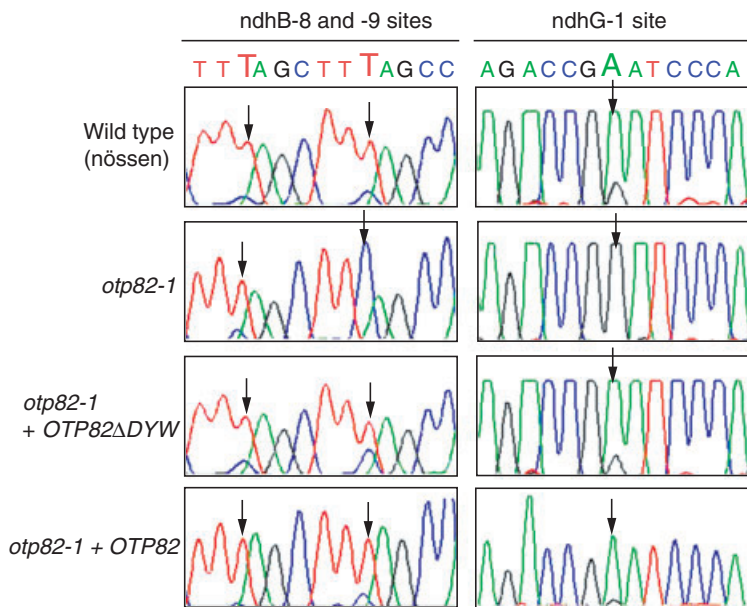 ndhB-8 and -9 sites
ndhG-1 site
T T T A G C T T T A G C C
A G A C C G A A T C C C A
Wild type
(nössen)
otp82-1
otp82-1
+ OTP82ΔDYW
otp82-1 + OTP82